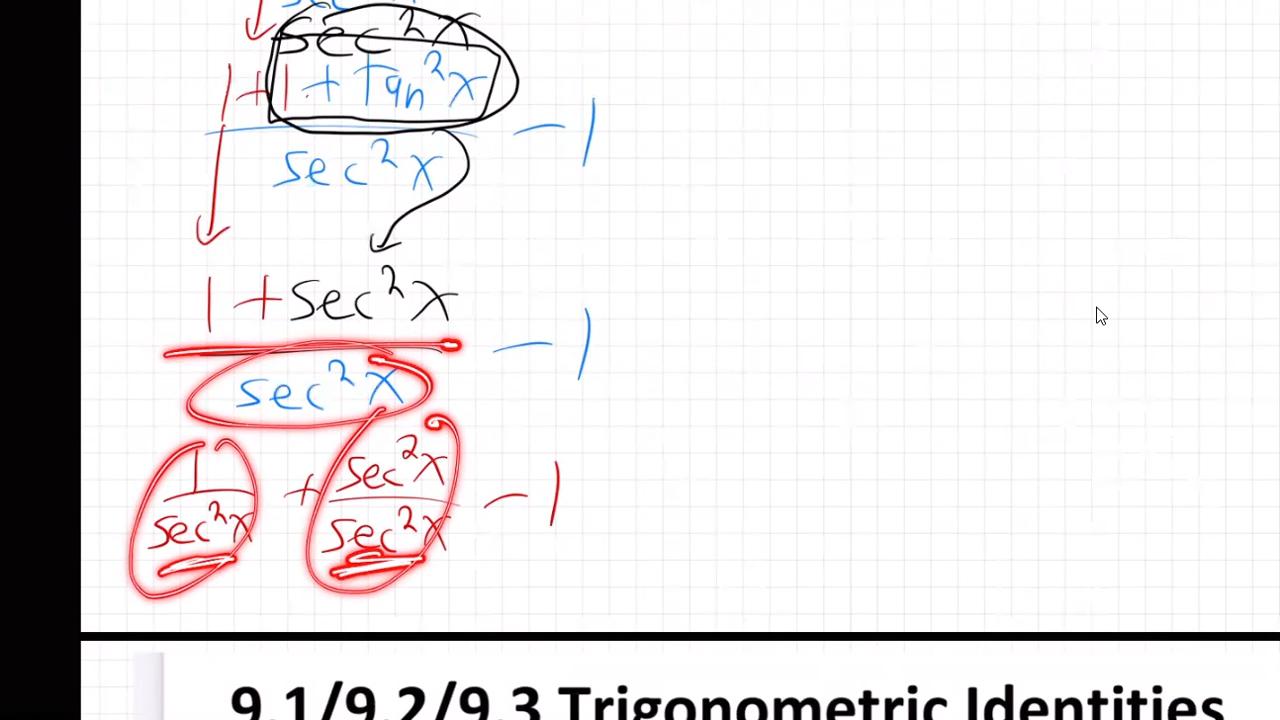 sec²x
1 + 1 + Tan²x
sec²x
− 1
1 + sec²x
sec²x
− 1
1
sec²x
+
sec²x
sec²x
− 1
9.1/9.2/9.3 Trigonometric Identities